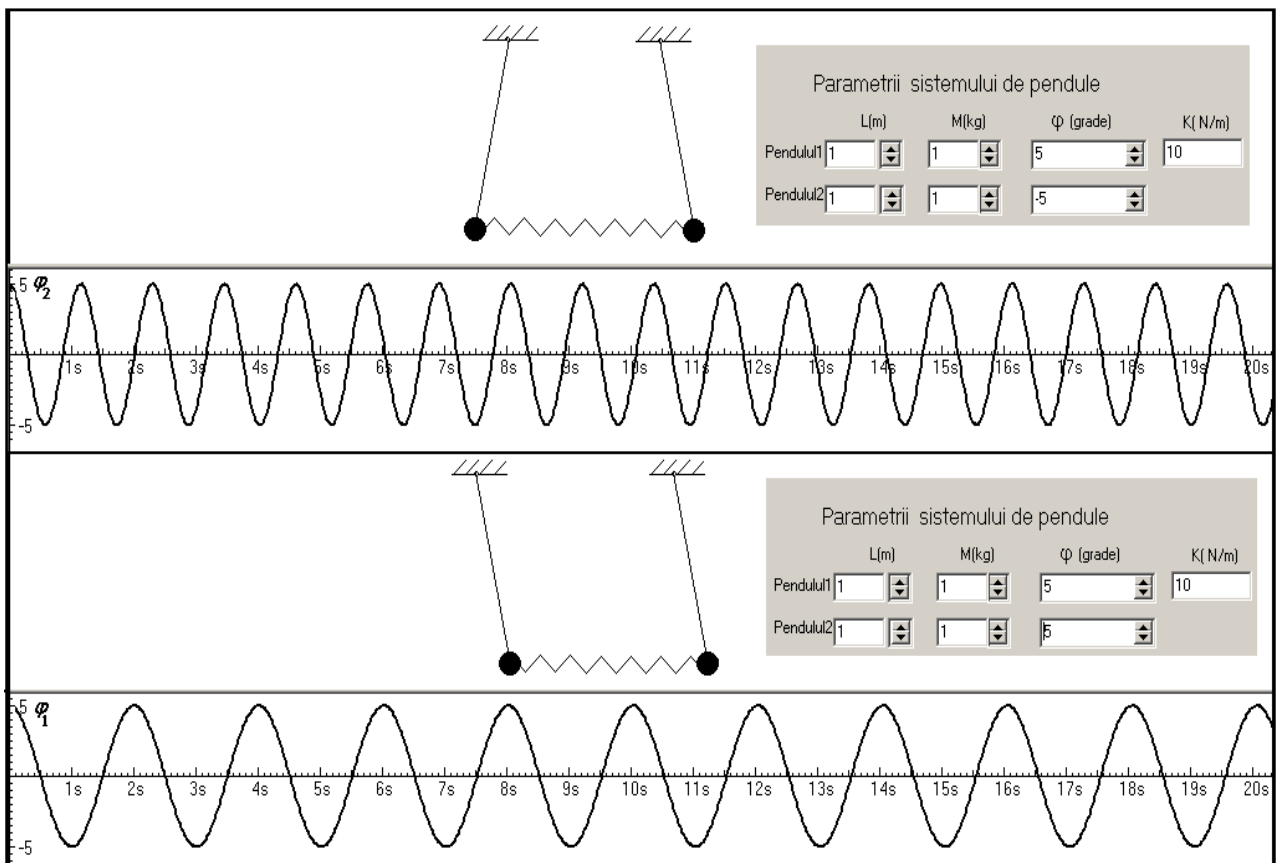 Parametrii sistemului de pendule
L(m) M(kg) φ (grade) K( N/m)
Pendulul1 1 1 5 10
Pendulul2 1 1 -5
5 φ2
1s 2s 3s 4s 5s 6s 7s 8s 9s 10s 11s 12s 13s 14s 15s 16s 17s 18s 19s 20s
-5
Parametrii sistemului de pendule
L(m) M(kg) φ (grade) K( N/m)
Pendulul1 1 1 5 10
Pendulul2 1 1 5
5 φ1
1s 2s 3s 4s 5s 6s 7s 8s 9s 10s 11s 12s 13s 14s 15s 16s 17s 18s 19s 20s
-5